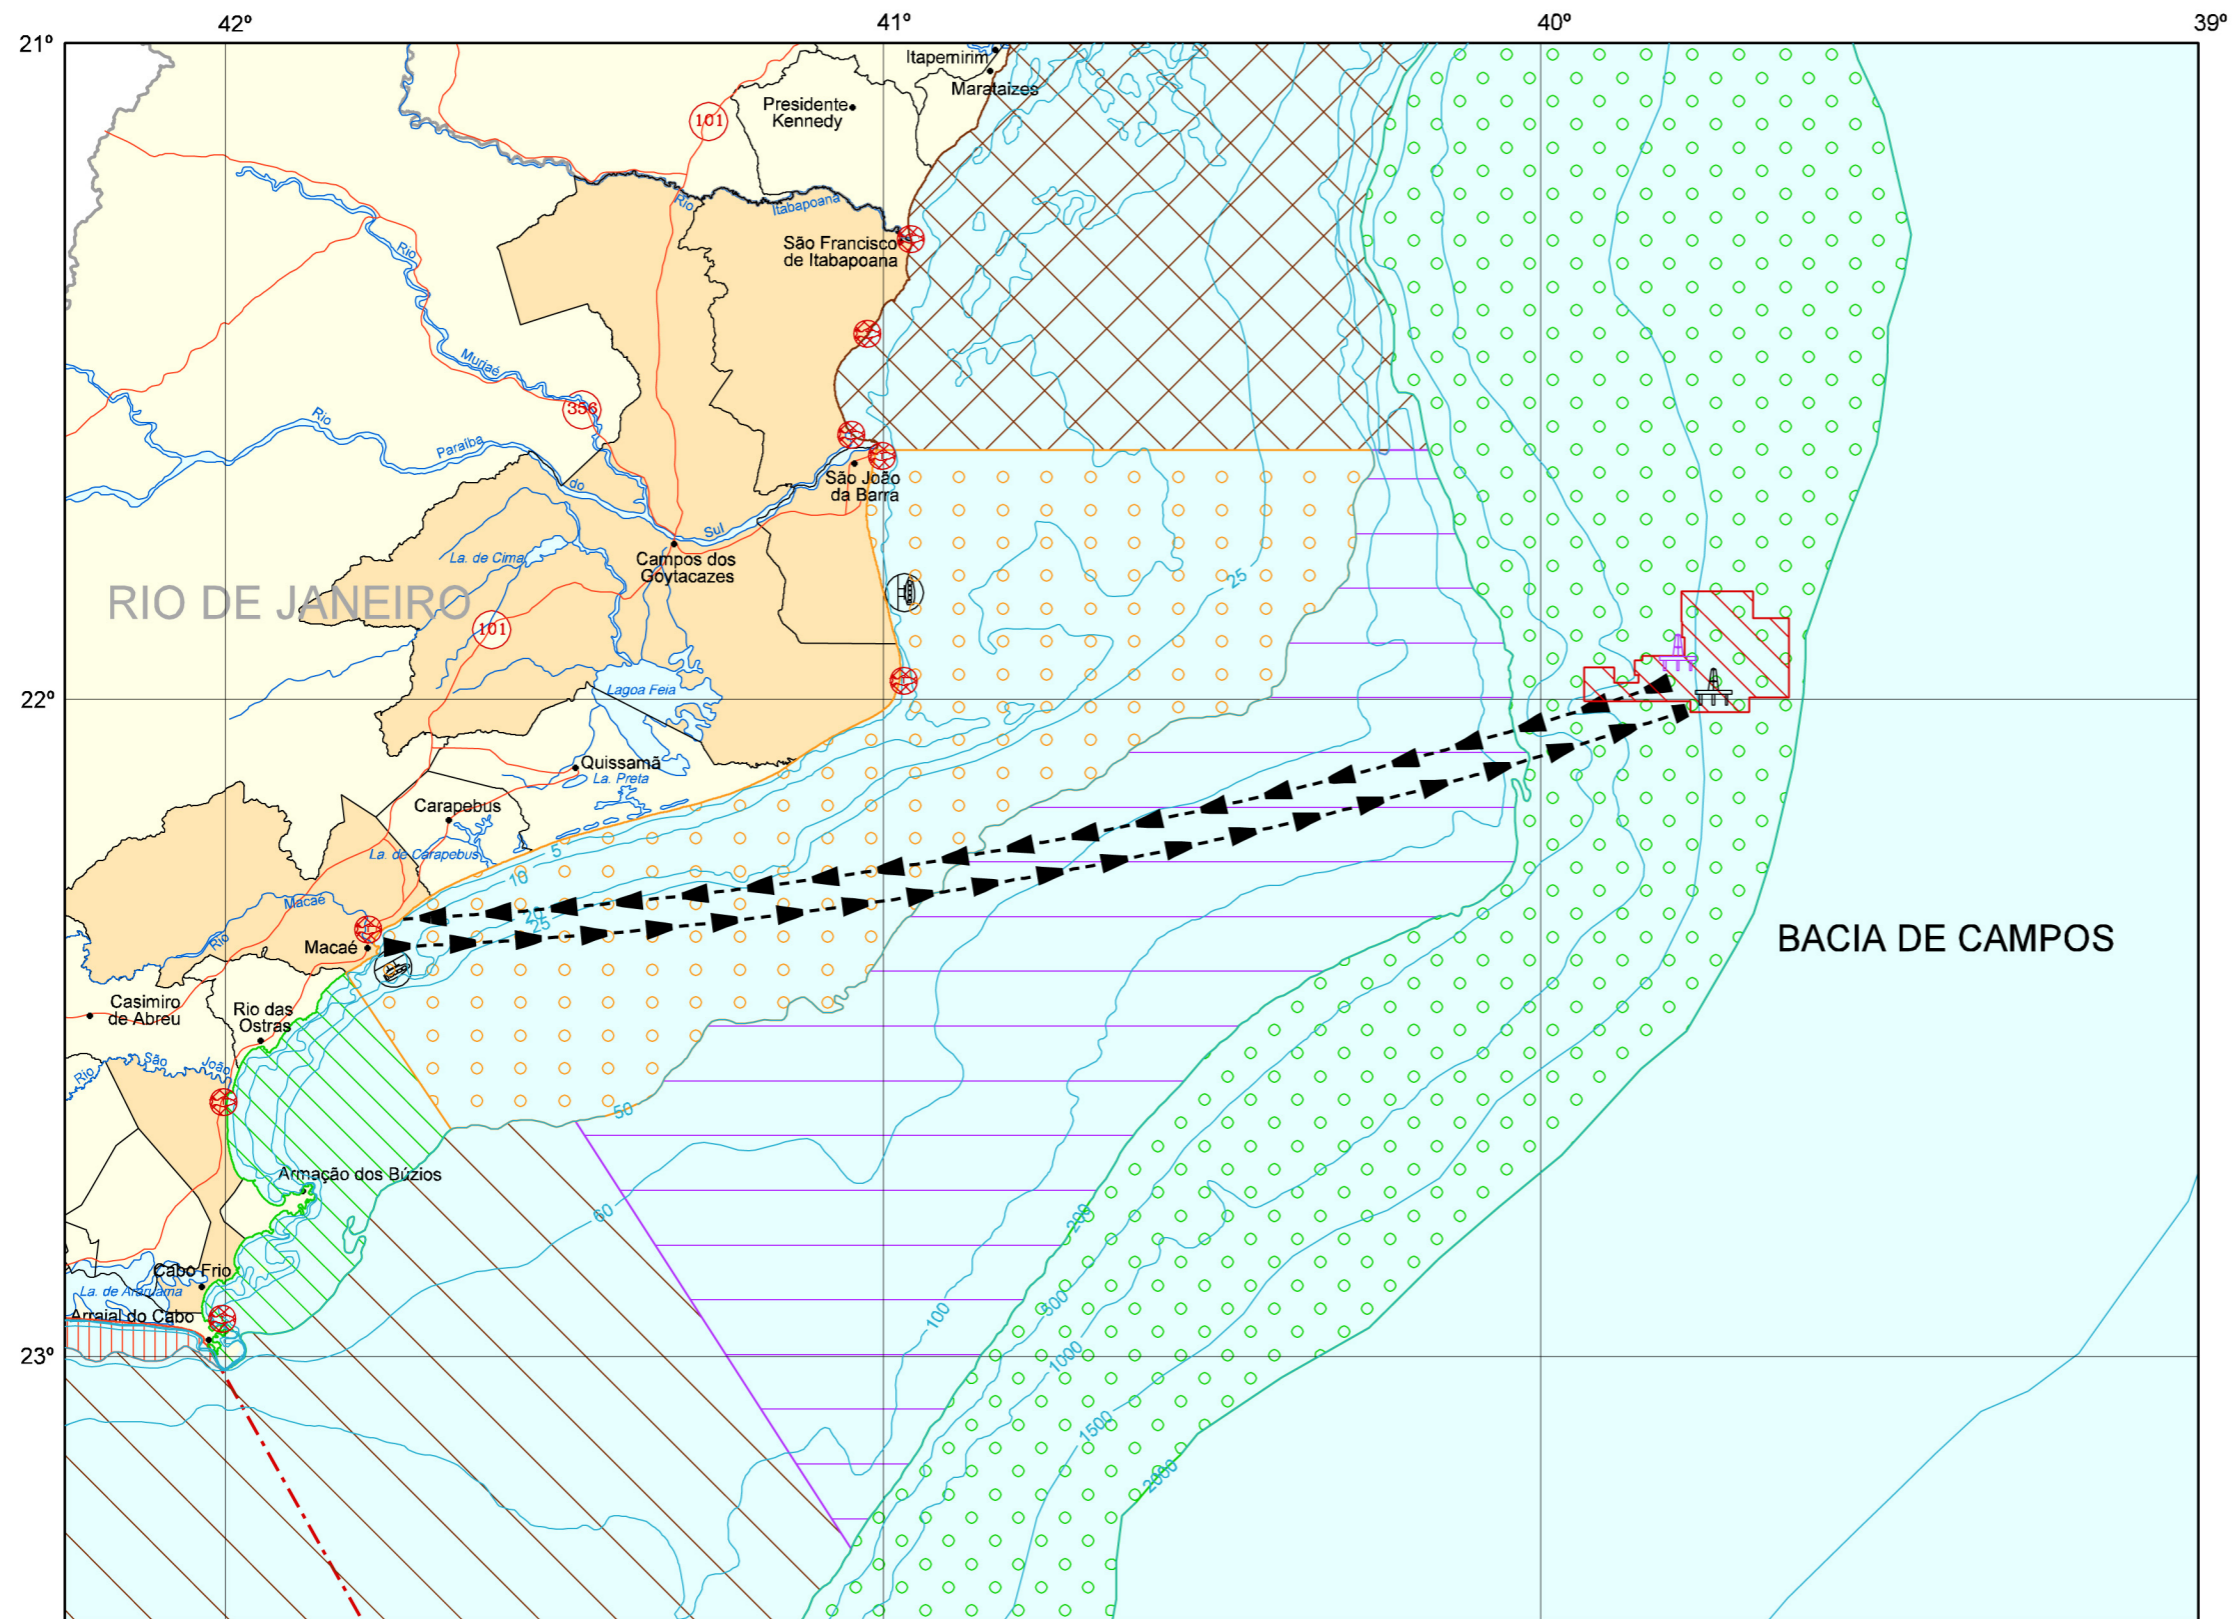 42º
41º
40º
39º
21º
Itapemirim
Marataizes
Presidente
Kennedy
101
Rio
Itabapoana
São Francisco
de Itabapoana
Rio
Muriaé
356
Rio
Paraíba
do
Sul
São João
da Barra
La. de Cima
Campos dos
Goytacazes
25
RIO DE JANEIRO
101
Lagoa Feia
22º
Quissamã
La. Preta
Carapebus
La. de Carapebus
5
10
20
25
Macaé
Rio
Macaé
BACIA DE CAMPOS
Casimiro
de Abreu
Rio das
Ostras
São
João
Rio
50
Armação dos Búzios
60
200
Cabo Frio
La. de Araruama
Arraial do Cabo
500
100
23º
1000
1500
2000